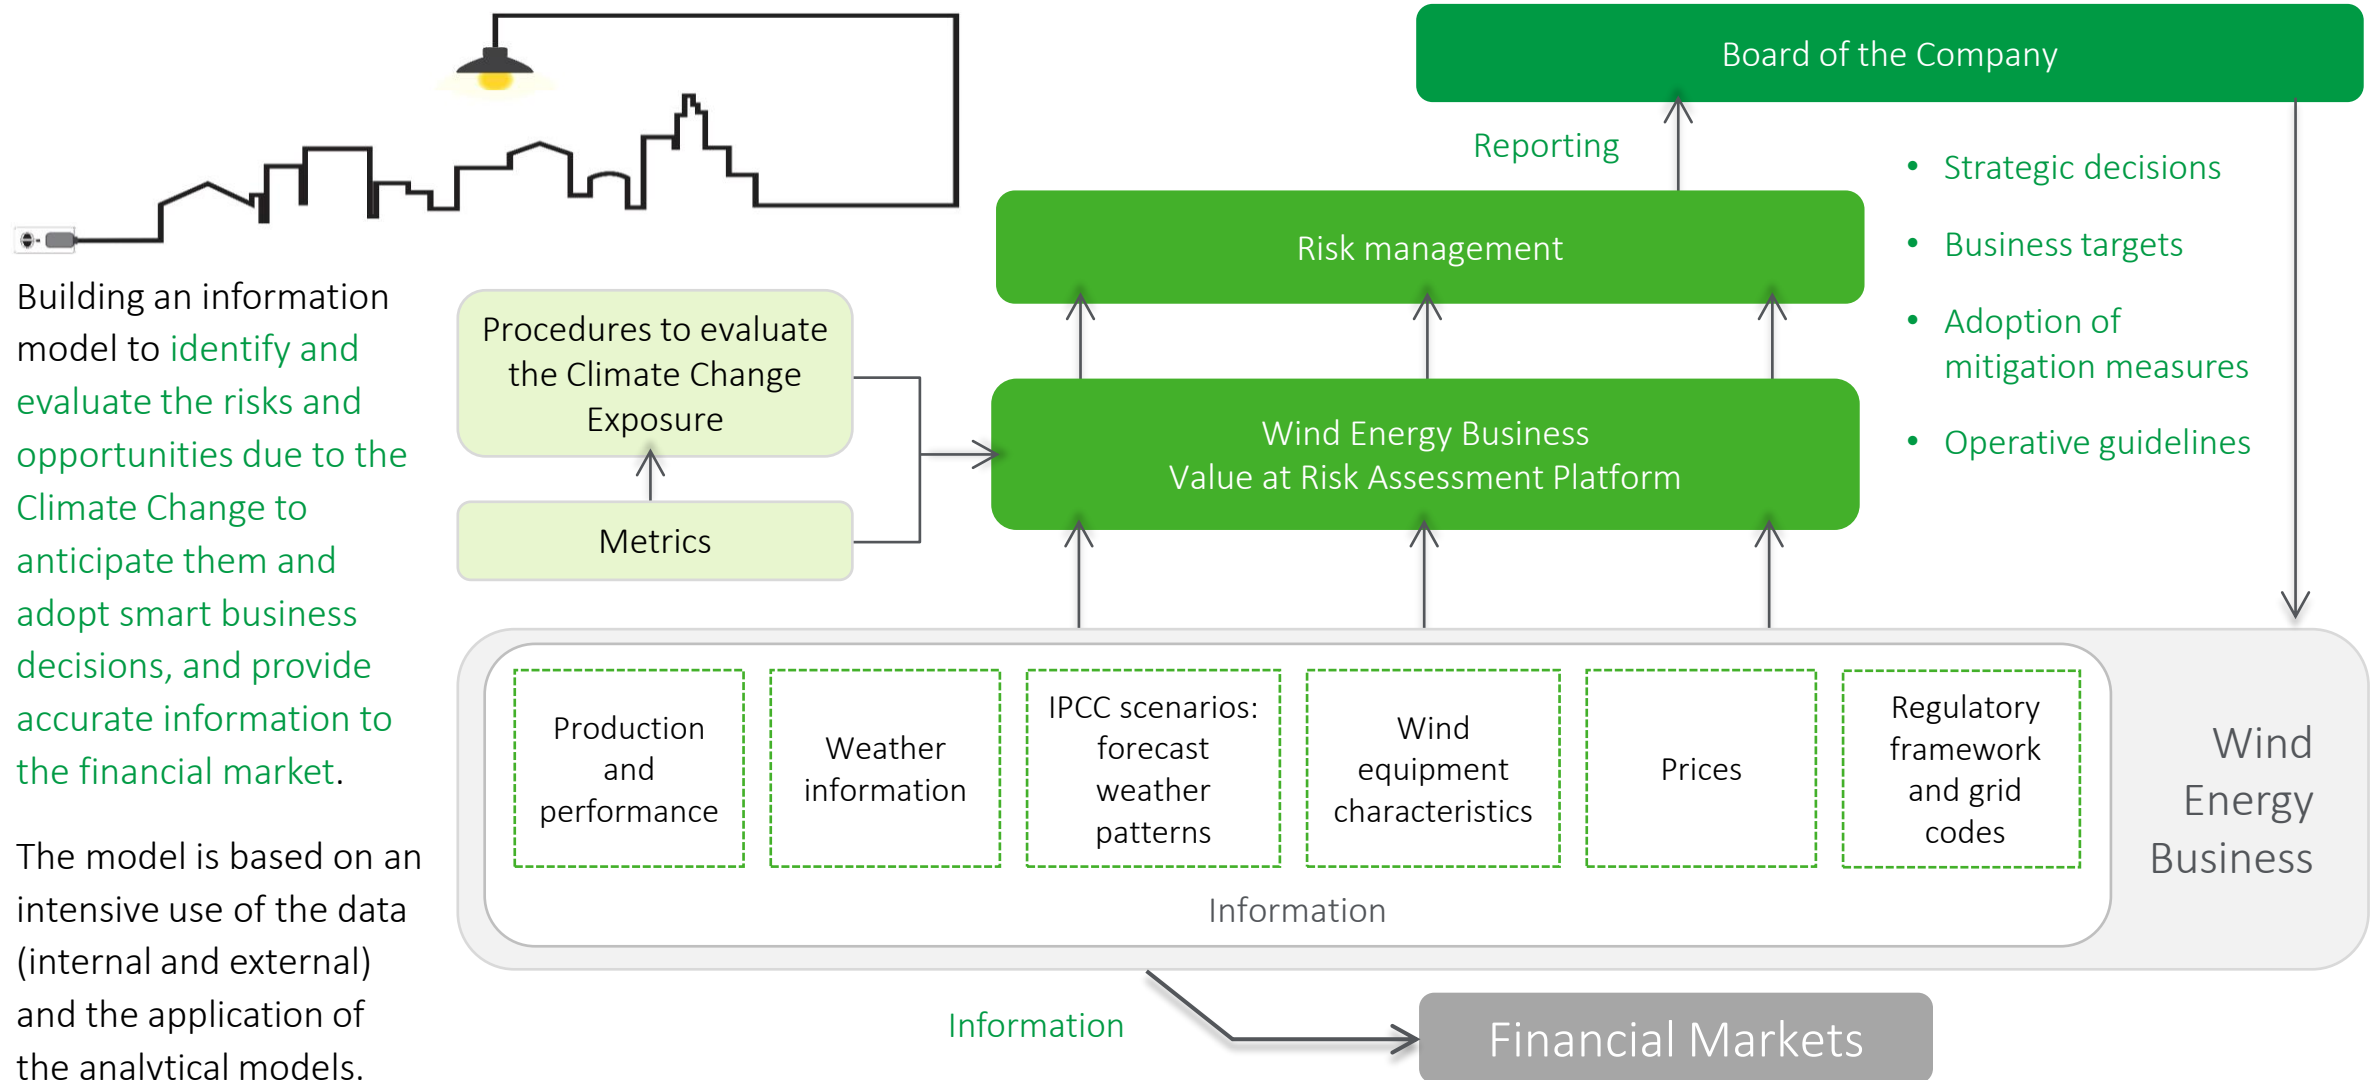 Building an information
model to identify and
evaluate the risks and
opportunities due to the
Climate Change to
anticipate them and
adopt smart business
decisions, and provide
accurate information to
the financial market.
The model is based on an
intensive use of the data
(internal and external)
and the application of
the analytical models.
Board of the Company
Reporting
• Strategic decisions
• Business targets
• Adoption of
mitigation measures
• Operative guidelines
Risk management
Procedures to evaluate
the Climate Change
Exposure
Metrics
Wind Energy Business
Value at Risk Assessment Platform
Production
and
performance
Weather
information
IPCC scenarios:
forecast
weather
patterns
Wind
equipment
characteristics
Prices
Regulatory
framework
and grid
codes
Information
Wind
Energy
Business
Information
Financial Markets